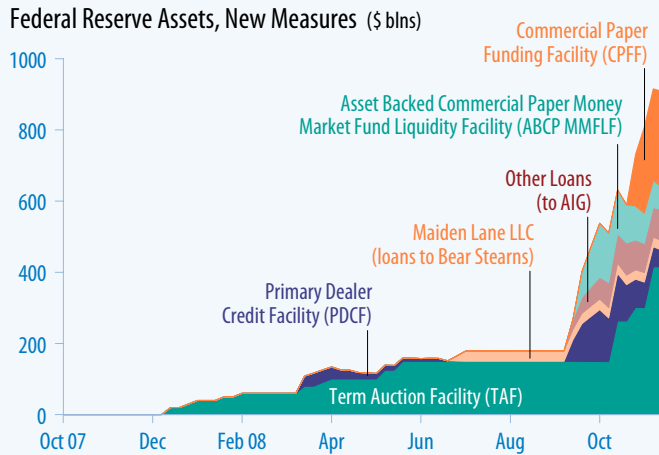 Federal Reserve Assets, New Measures ($ blns)
Commercial Paper
Funding Facility (CPFF)
1000
Asset Backed Commercial Paper Money
Market Fund Liquidity Facility (ABCP MMFLF)
800
Other Loans
(to AIG)
600
Maiden Lane LLC
(loans to Bear Stearns)
400
Primary Dealer
Credit Facility (PDCF)
200
Term Auction Facility (TAF)
0
Oct 07 Dec Feb 08 Apr Jun Aug Oct